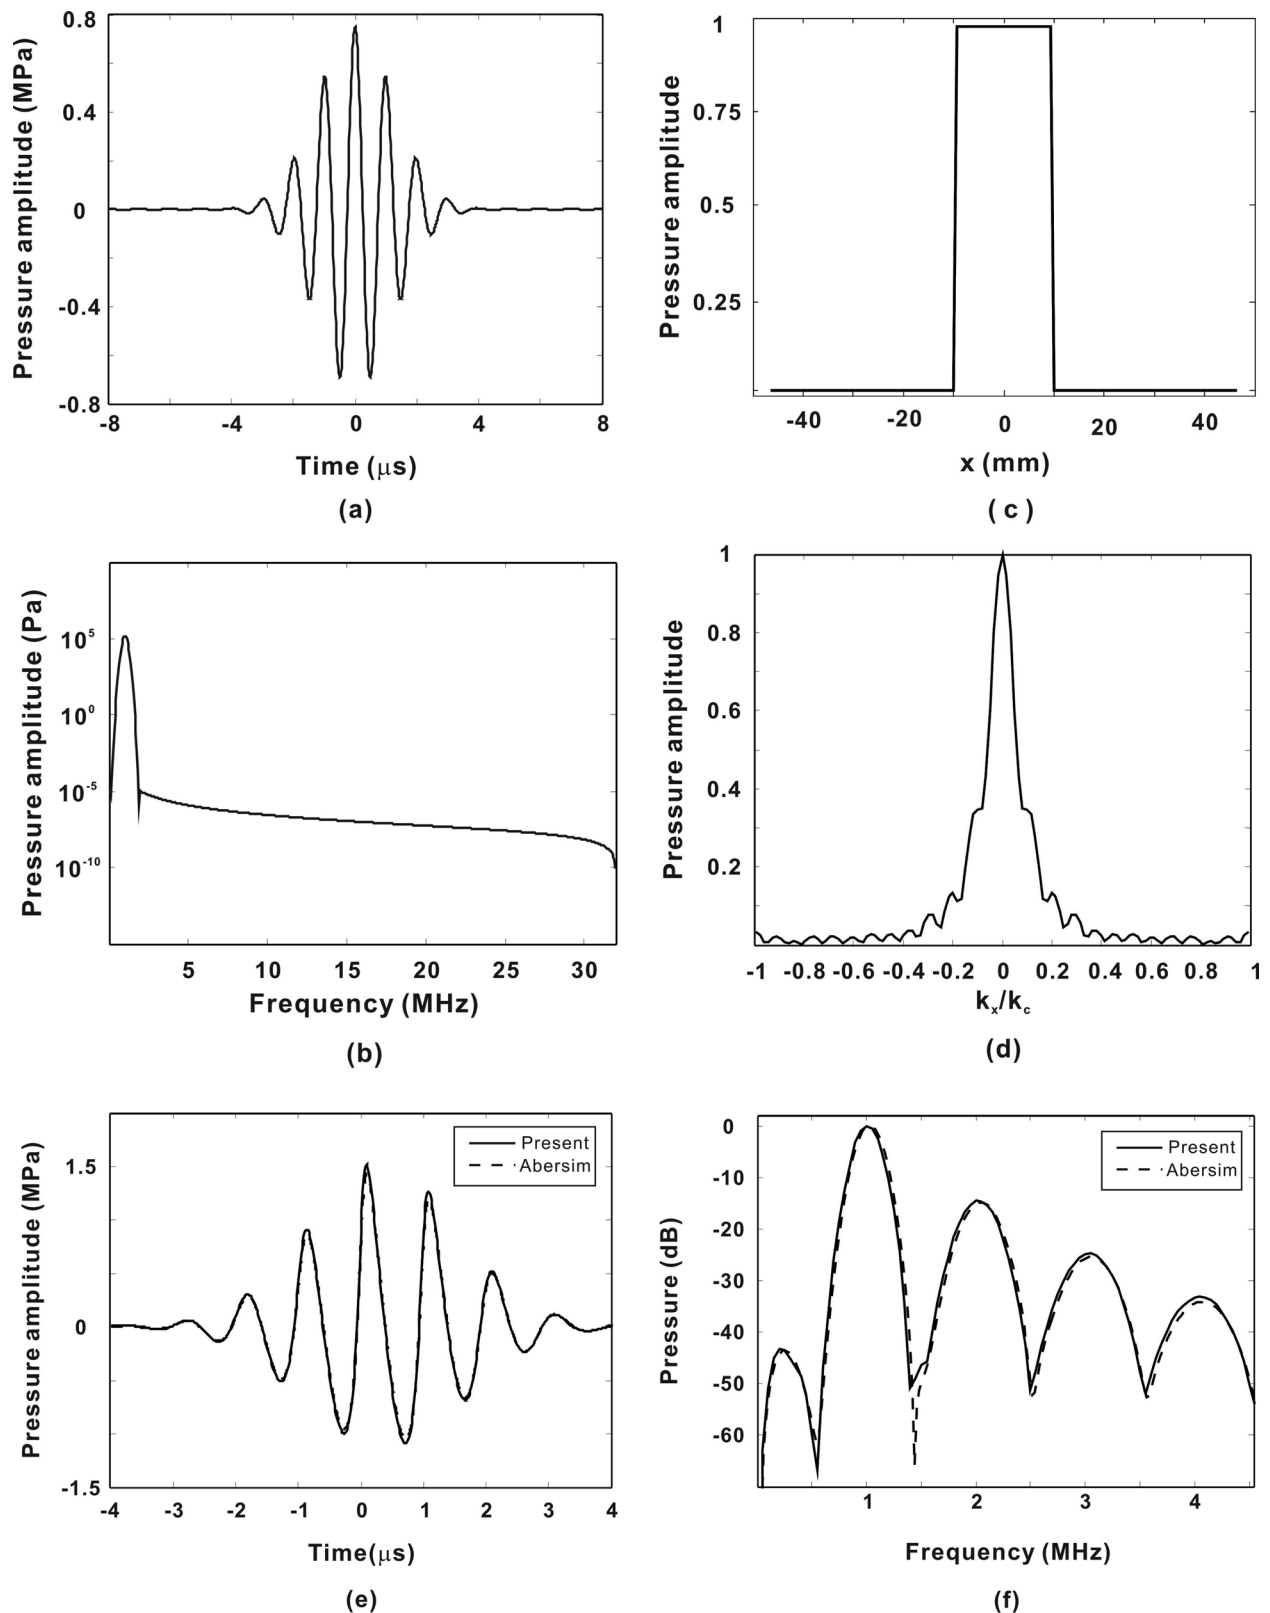 Pressure amplitude (MPa)
0.8
0.4
0
-0.4
-0.8
-8 -4 0 4 8
Time (μs)
(a)
Pressure amplitude
1
0.75
0.5
0.25
-40 -20 0 20 40
x (mm)
( c )
Pressure amplitude (Pa)
10^5
10^0
10^-5
10^-10
5 10 15 20 25 30
Frequency (MHz)
(b)
Pressure amplitude
1
0.8
0.6
0.4
0.2
-1 -0.8 -0.6 -0.4 -0.2 0 0.2 0.4 0.6 0.8 1
k_x/k_c
(d)
Pressure amplitude (MPa)
1.5
0
-1.5
Present
Abersim
-4 -3 -2 -1 0 1 2 3 4
Time(μs)
(e)
Pressure (dB)
0
-10
-20
-30
-40
-50
-60
Present
Abersim
1 2 3 4
Frequency (MHz)
(f)